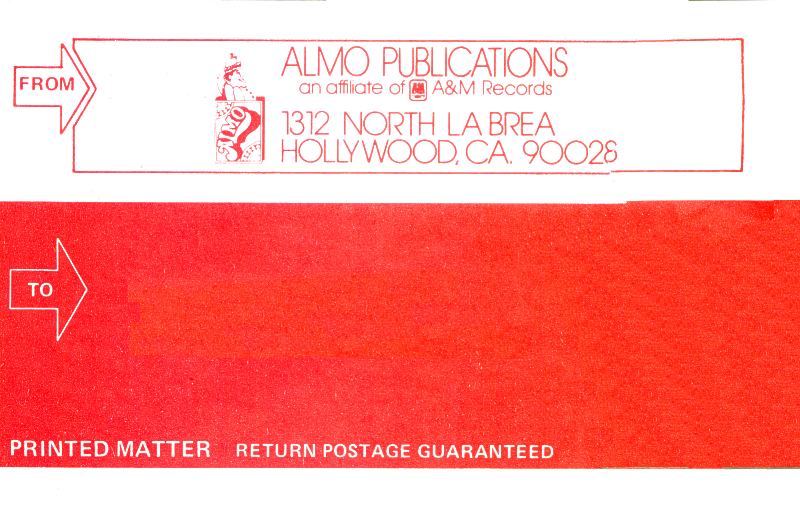 FROM
ALMO PUBLICATIONS
an affiliate of A&M Records
ALMO
1312 NORTH LA BREA
HOLLYWOOD, CA. 90028
TO
PRINTED MATTER RETURN POSTAGE GUARANTEED